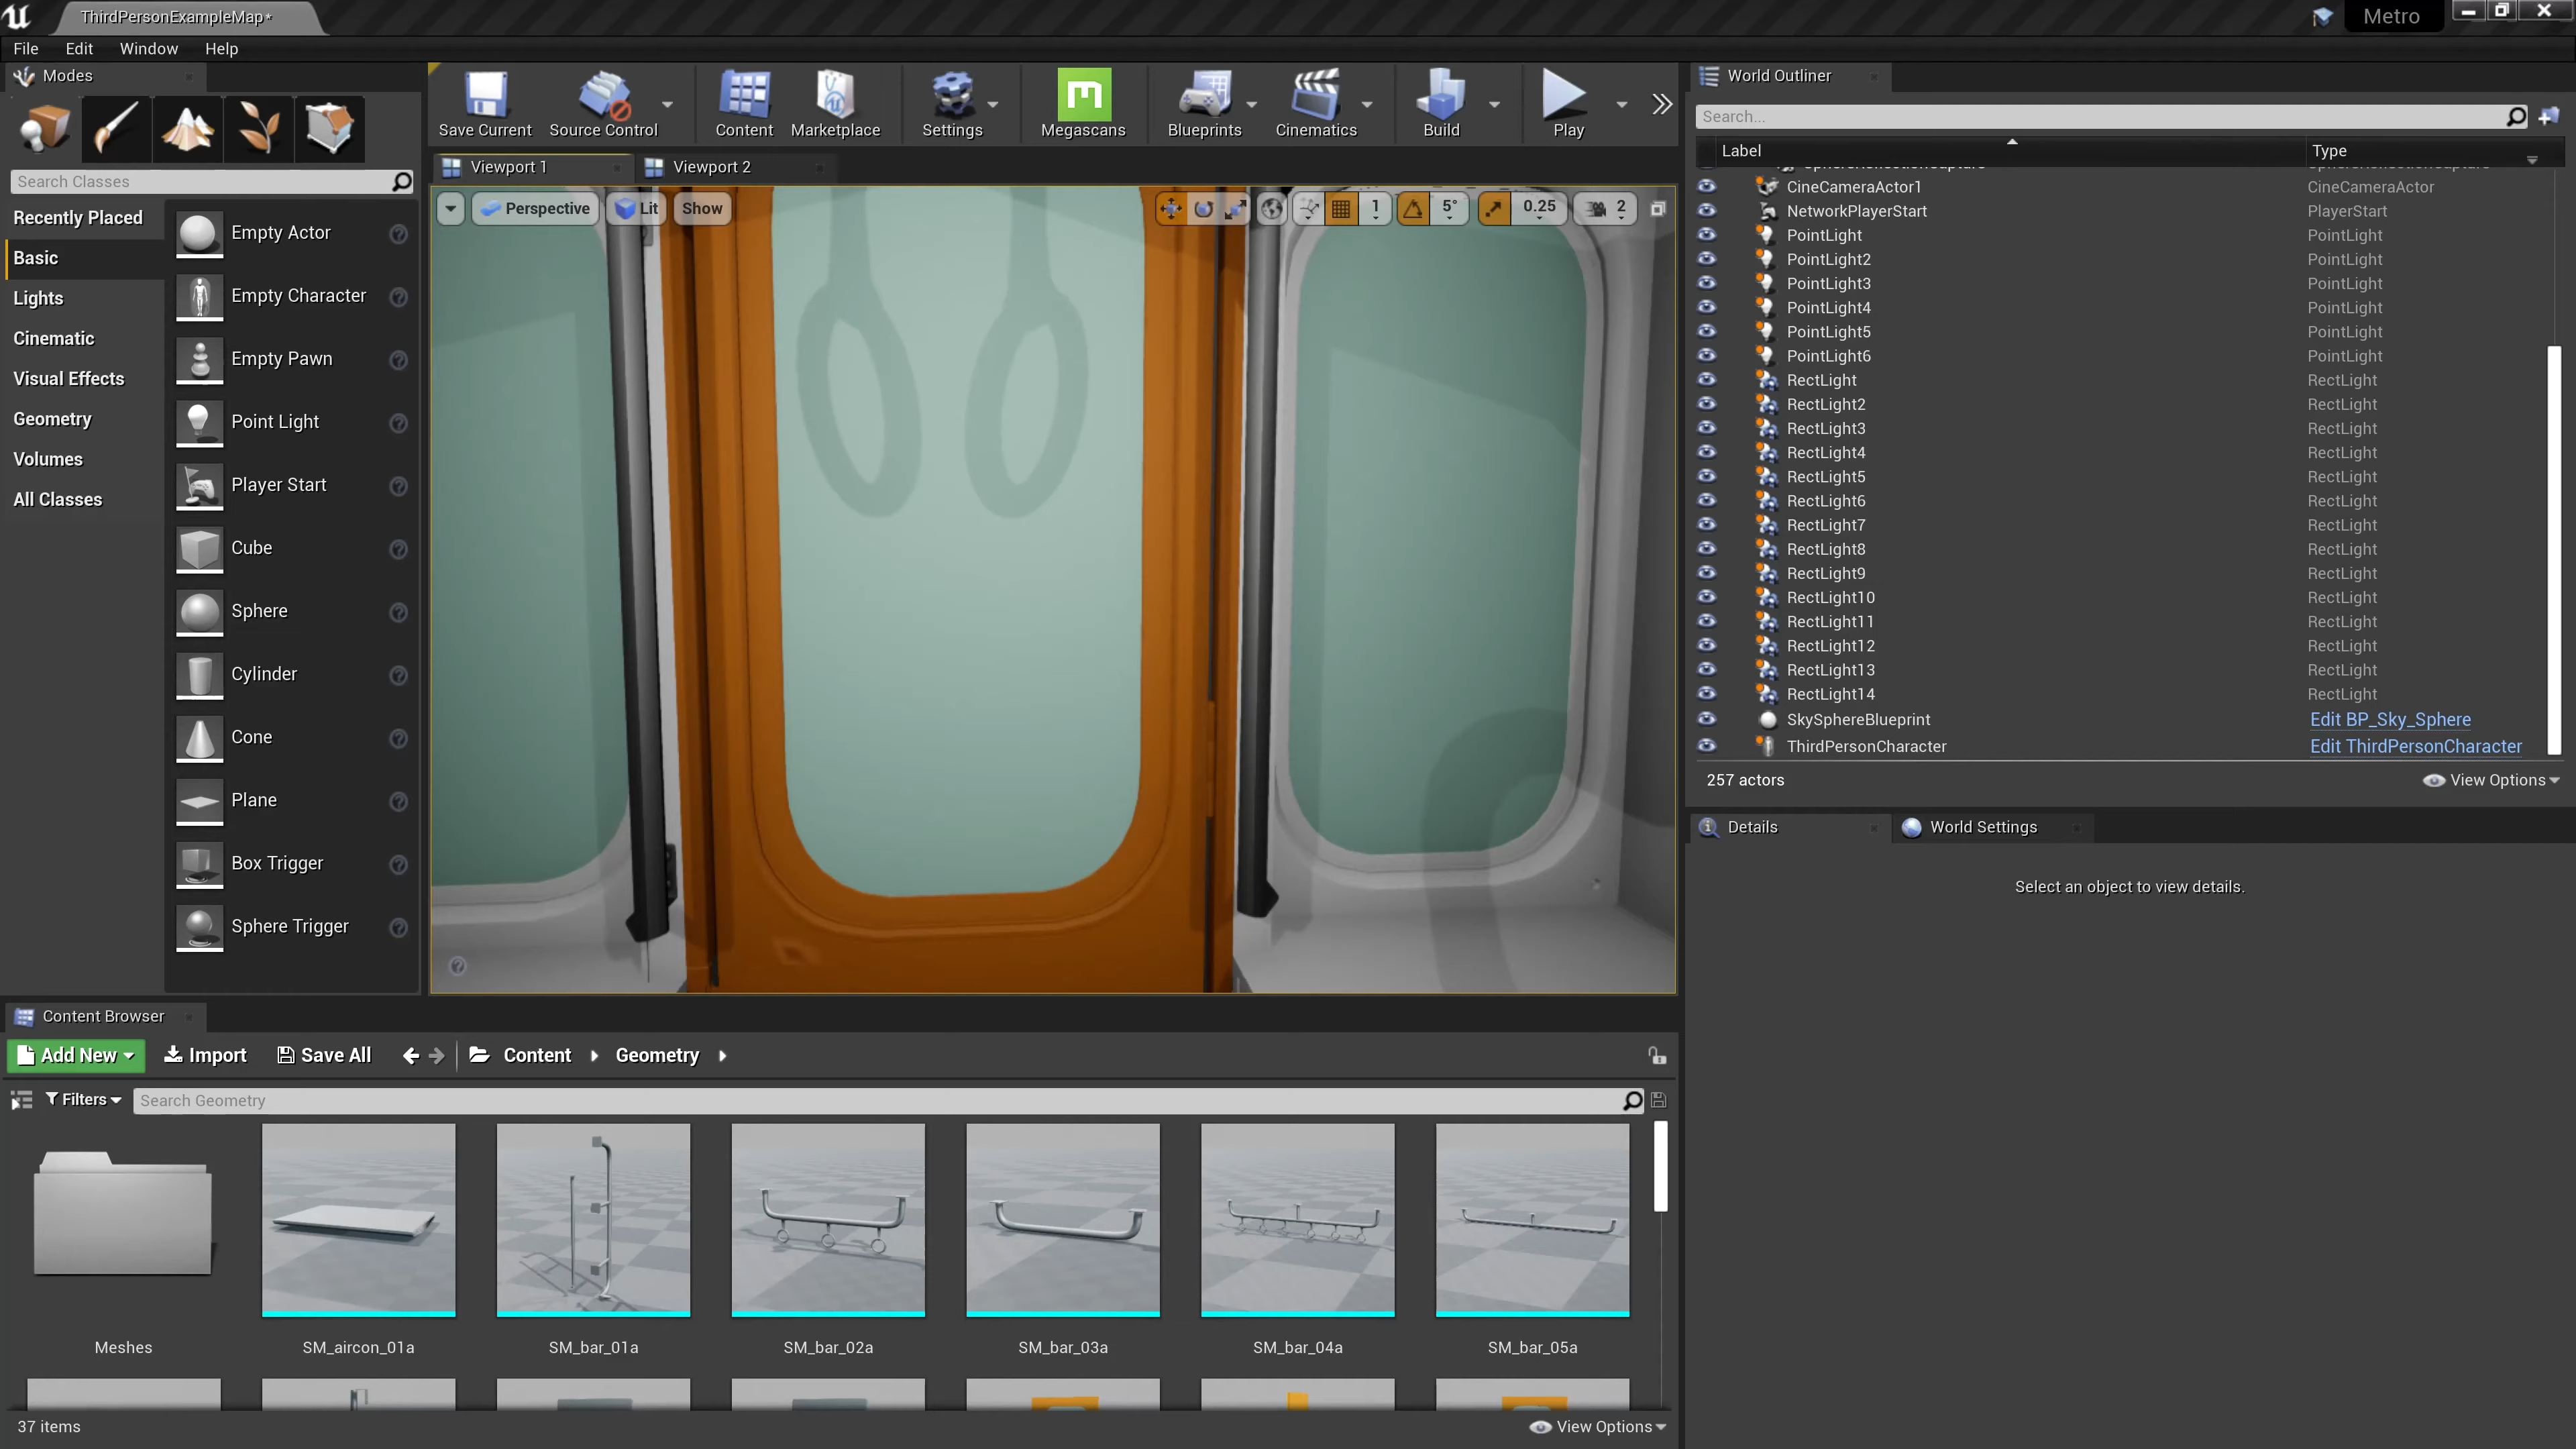 ThirdPersonExampleMap*
Metro
File Edit Window Help
Modes
Search Classes
Recently Placed
Basic
Lights
Cinematic
Visual Effects
Geometry
Volumes
All Classes
Empty Actor
Empty Character
Empty Pawn
Point Light
Player Start
Cube
Sphere
Cylinder
Cone
Plane
Box Trigger
Sphere Trigger
Save Current Source Control Content Marketplace Settings Megascans Blueprints Cinematics Build Play
Viewport 1 Viewport 2
Perspective Lit Show 1 5° 0.25 2
World Outliner
Search...
Label Type
CineCameraActor1 CineCameraActor
NetworkPlayerStart PlayerStart
PointLight PointLight
PointLight2 PointLight
PointLight3 PointLight
PointLight4 PointLight
PointLight5 PointLight
PointLight6 PointLight
RectLight RectLight
RectLight2 RectLight
RectLight3 RectLight
RectLight4 RectLight
RectLight5 RectLight
RectLight6 RectLight
RectLight7 RectLight
RectLight8 RectLight
RectLight9 RectLight
RectLight10 RectLight
RectLight11 RectLight
RectLight12 RectLight
RectLight13 RectLight
RectLight14 RectLight
SkySphereBlueprint Edit BP_Sky_Sphere
ThirdPersonCharacter Edit ThirdPersonCharacter
257 actors View Options
Details World Settings
Select an object to view details.
Content Browser
Add New Import Save All Content Geometry
Filters Search Geometry
Meshes SM_aircon_01a SM_bar_01a SM_bar_02a SM_bar_03a SM_bar_04a SM_bar_05a
37 items View Options